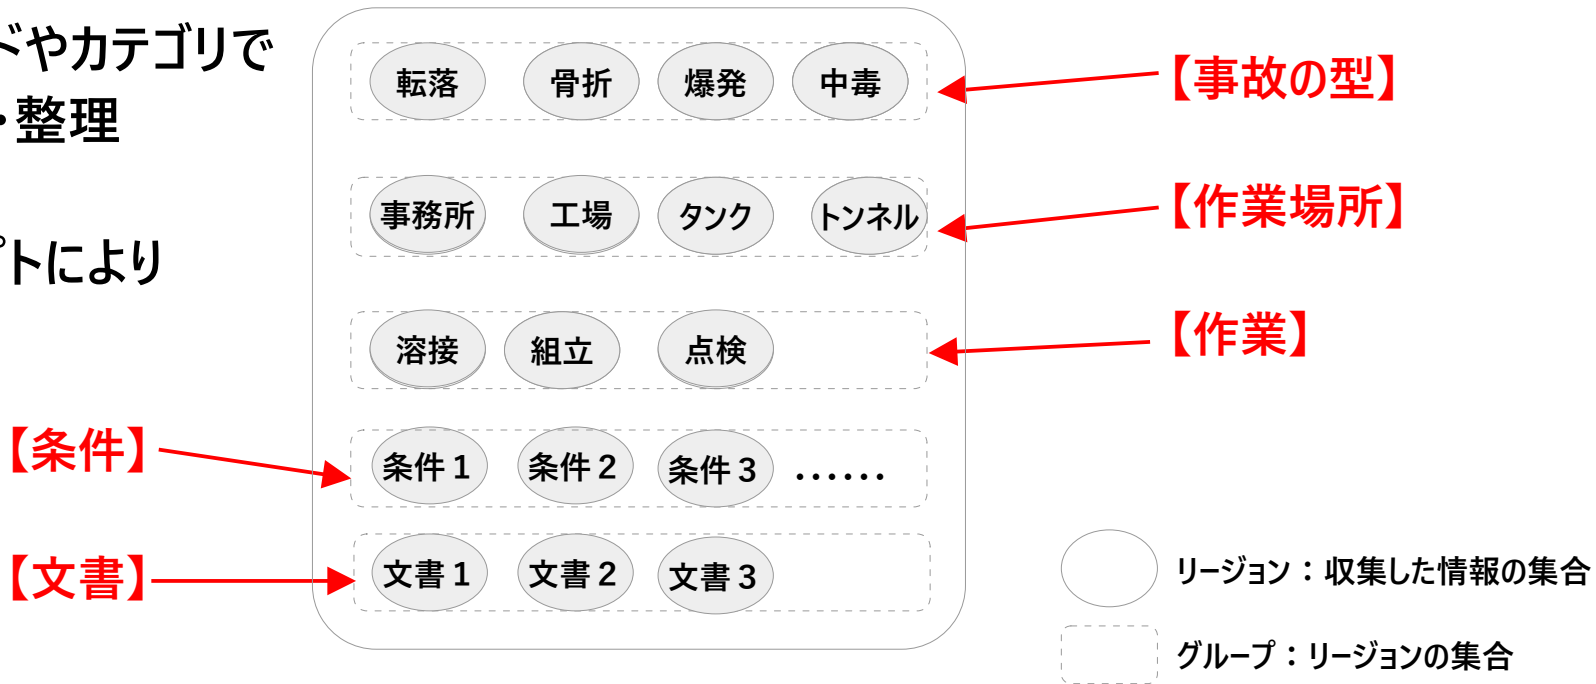 ドやカテゴリで
・整理
プトにより
転落 骨折 爆発 中毒
【事故の型】
事務所 工場 タンク トンネル
【作業場所】
溶接 組立 点検
【作業】
【条件】
条件1 条件2 条件3 ......
【文書】
文書1 文書2 文書3
リージョン：収集した情報の集合
グループ：リージョンの集合